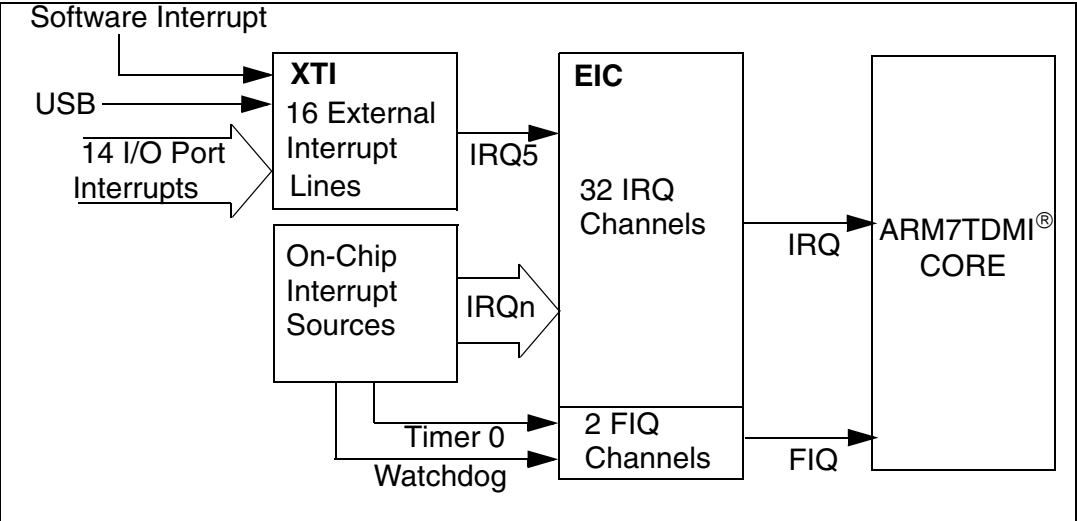 Software Interrupt
USB
14 I/O Port
Interrupts
XTI
16 External
Interrupt
Lines
IRQ5
On-Chip
Interrupt
Sources
IRQn
Timer 0
Watchdog
EIC
32 IRQ
Channels
2 FIQ
Channels
IRQ
FIQ
ARM7TDMI®
CORE